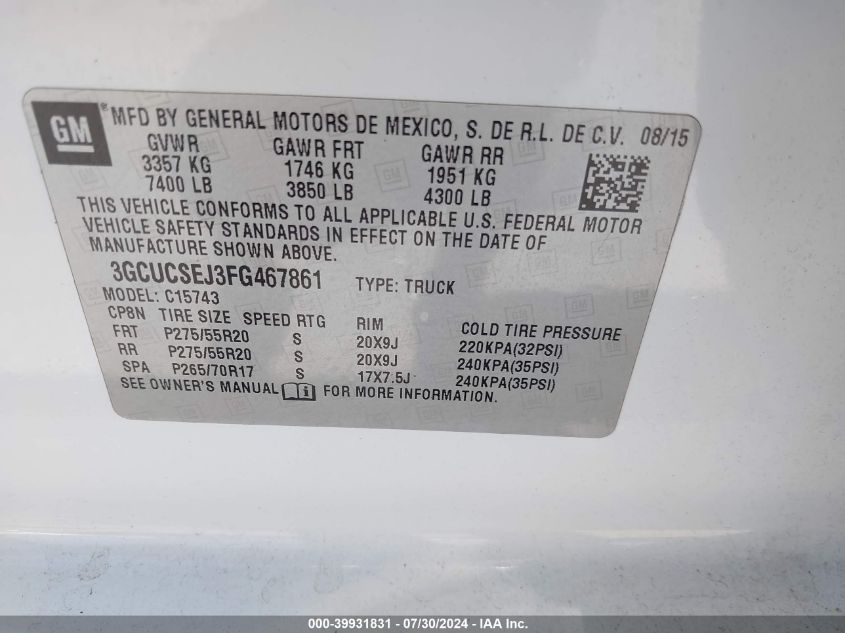 GM ® MFD BY GENERAL MOTORS DE MEXICO, S. DE R.L. DE C.V. 08/15
GVWR GAWR FRT GAWR RR
3357 KG 1746 KG 1951 KG
7400 LB 3850 LB 4300 LB
THIS VEHICLE CONFORMS TO ALL APPLICABLE U.S. FEDERAL MOTOR
VEHICLE SAFETY STANDARDS IN EFFECT ON THE DATE OF
MANUFACTURE SHOWN ABOVE.
3GCUCSEJ3FG467861 TYPE: TRUCK
MODEL: C15743
CP8N TIRE SIZE SPEED RTG RIM COLD TIRE PRESSURE
FRT P275/55R20 S 20X9J 220KPA(32PSI)
RR P275/55R20 S 20X9J 240KPA(35PSI)
SPA P265/70R17 S 17X7.5J 240KPA(35PSI)
SEE OWNER'S MANUAL FOR MORE INFORMATION.
000-39931831 / 07/30/2024 - IAA Inc.